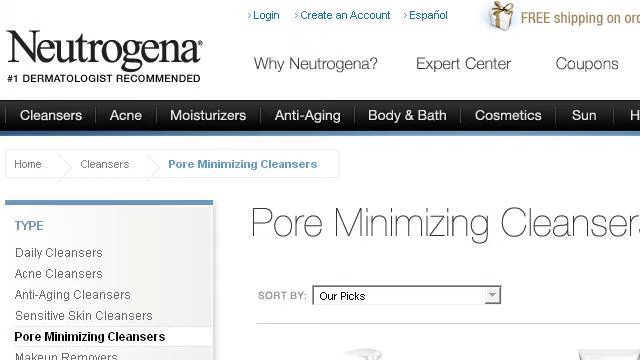 Login Create an Account Español
FREE shipping on
Neutrogena®
#1 DERMATOLOGIST RECOMMENDED
Why Neutrogena? Expert Center Coupons
Cleansers Acne Moisturizers Anti-Aging Body & Bath Cosmetics Sun H
Home Cleansers Pore Minimizing Cleansers
TYPE
Pore Minimizing Cleansers
Daily Cleansers
Acne Cleansers
Anti-Aging Cleansers
SORT BY: Our Picks
Sensitive Skin Cleansers
Pore Minimizing Cleansers
Makeup Removers